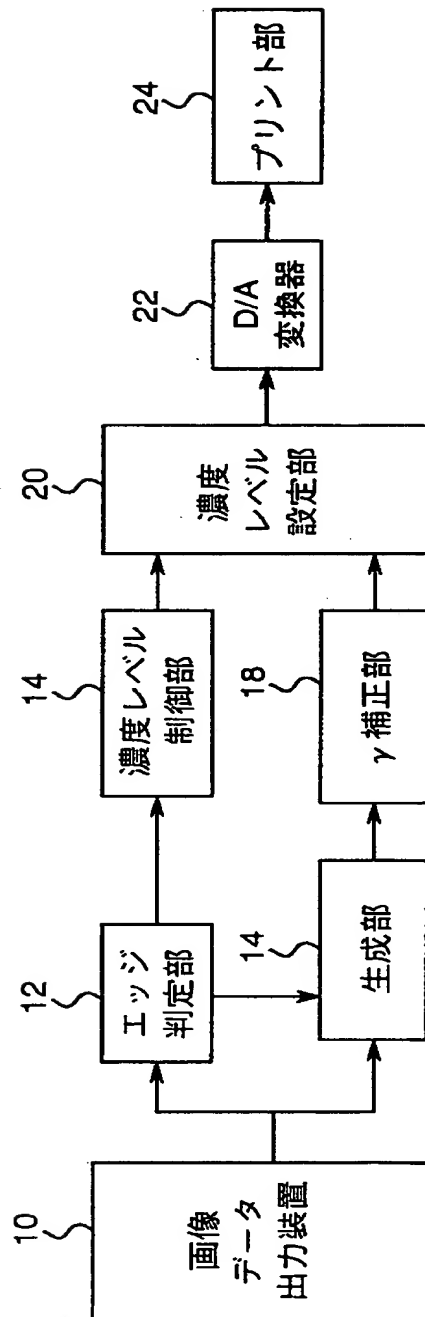 10
画像
データ
出力装置
12
エッジ
判定部
14
濃度レベル
制御部
14
生成部
18
γ補正部
20
濃度
レベル
設定部
22
D/A
変換器
24
プリント部